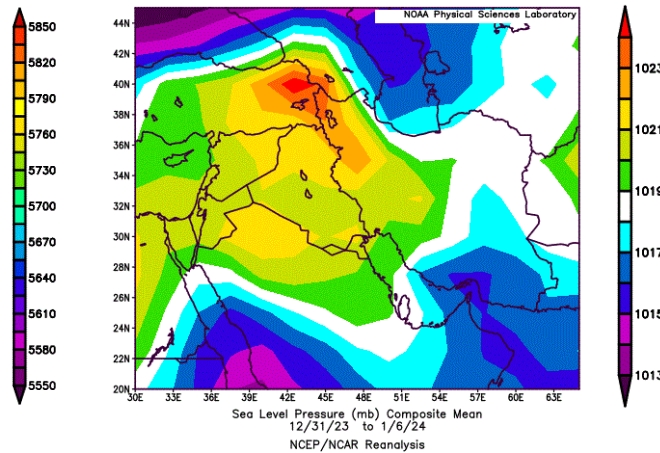 NOAA Physical Sciences Laboratory
5850
5820
5790
5760
5730
5700
5670
5640
5610
5580
5550
44N
42N
40N
38N
36N
34N
32N
30N
28N
26N
24N
22N
20N
30E 33E 36E 39E 42E 45E 48E 51E 54E 57E 60E 63E
1023
1021
1019
1017
1015
1013
Sea Level Pressure (mb) Composite Mean
12/31/23 to 1/6/24
NCEP/NCAR Reanalysis